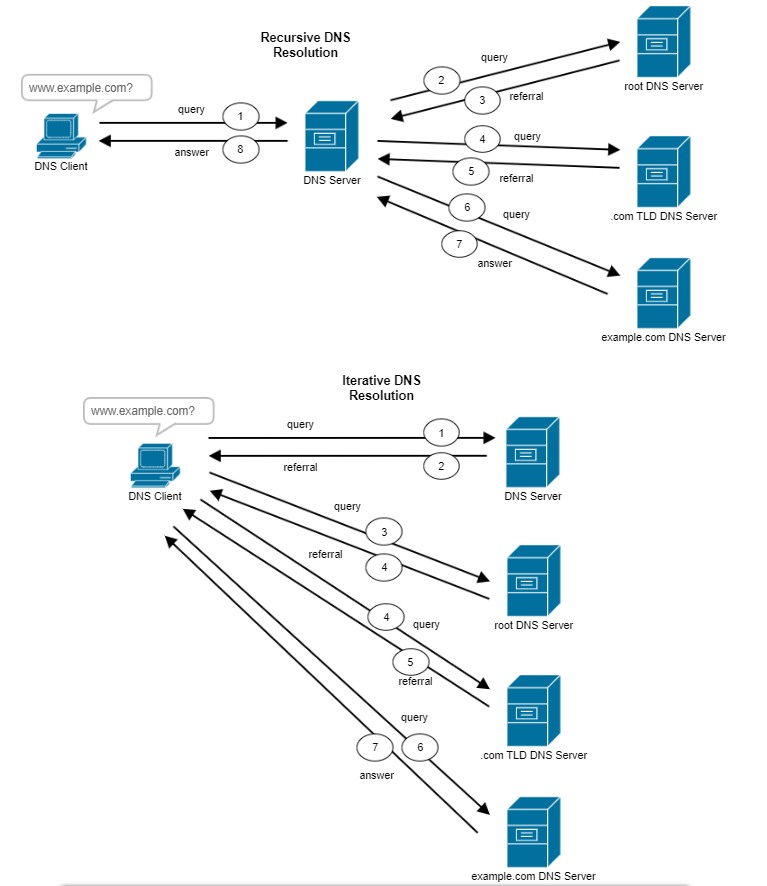 Recursive DNS
Resolution
www.example.com?
query
1
answer
8
DNS Client
DNS Server
query
2
3
referral
root DNS Server
4
query
5
referral
.com TLD DNS Server
6
query
7
answer
example.com DNS Server
Iterative DNS
Resolution
www.example.com?
query
1
referral
2
DNS Client
DNS Server
query
3
referral
4
root DNS Server
4
query
5
referral
.com TLD DNS Server
query
7
6
answer
example.com DNS Server